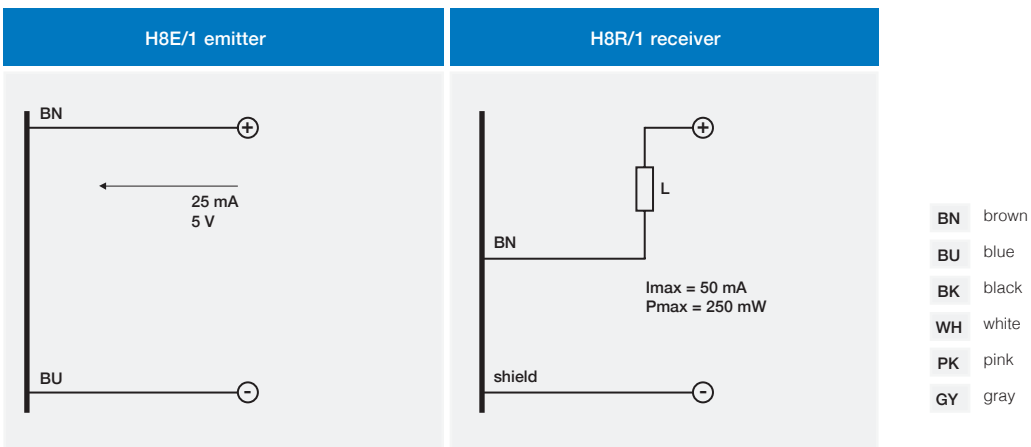 H8E/1 emitter
BN
+
25 mA
5 V
BU
-
H8R/1 receiver
+
L
BN
Imax = 50 mA
Pmax = 250 mW
shield
-
BN brown
BU blue
BK black
WH white
PK pink
GY gray